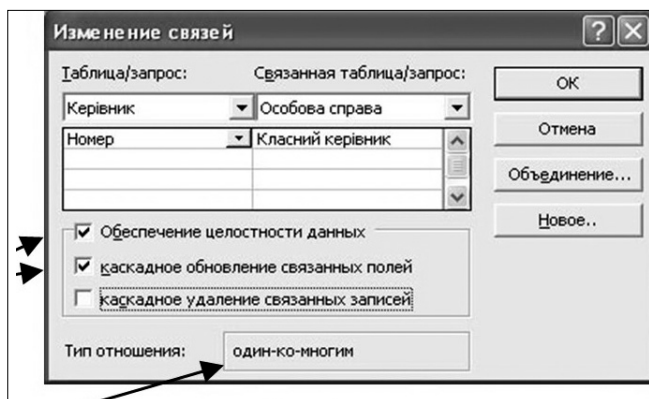 Изменение связей
Таблица/запрос: Связанная таблица/запрос:
Керівник Особова справа
Номер Класний керівник
Обеспечение целостности данных
каскадное обновление связанных полей
каскадное удаление связанных записей
Тип отношения: один-ко-многим
ОК
Отмена
Объединение...
Новое..